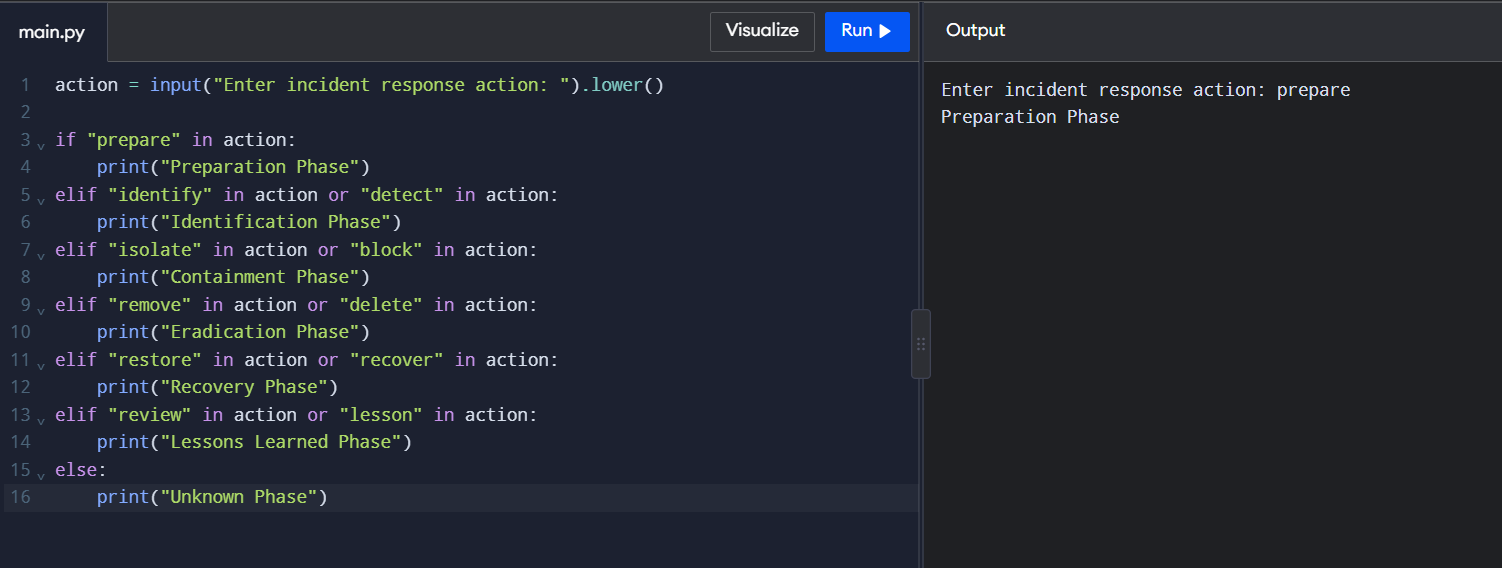 main.py
Visualize
Run
1 action = input("Enter incident response action: ").lower()
2
3 if "prepare" in action:
4     print("Preparation Phase")
5 elif "identify" in action or "detect" in action:
6     print("Identification Phase")
7 elif "isolate" in action or "block" in action:
8     print("Containment Phase")
9 elif "remove" in action or "delete" in action:
10     print("Eradication Phase")
11 elif "restore" in action or "recover" in action:
12     print("Recovery Phase")
13 elif "review" in action or "lesson" in action:
14     print("Lessons Learned Phase")
15 else:
16     print("Unknown Phase")
Output
Enter incident response action: prepare
Preparation Phase